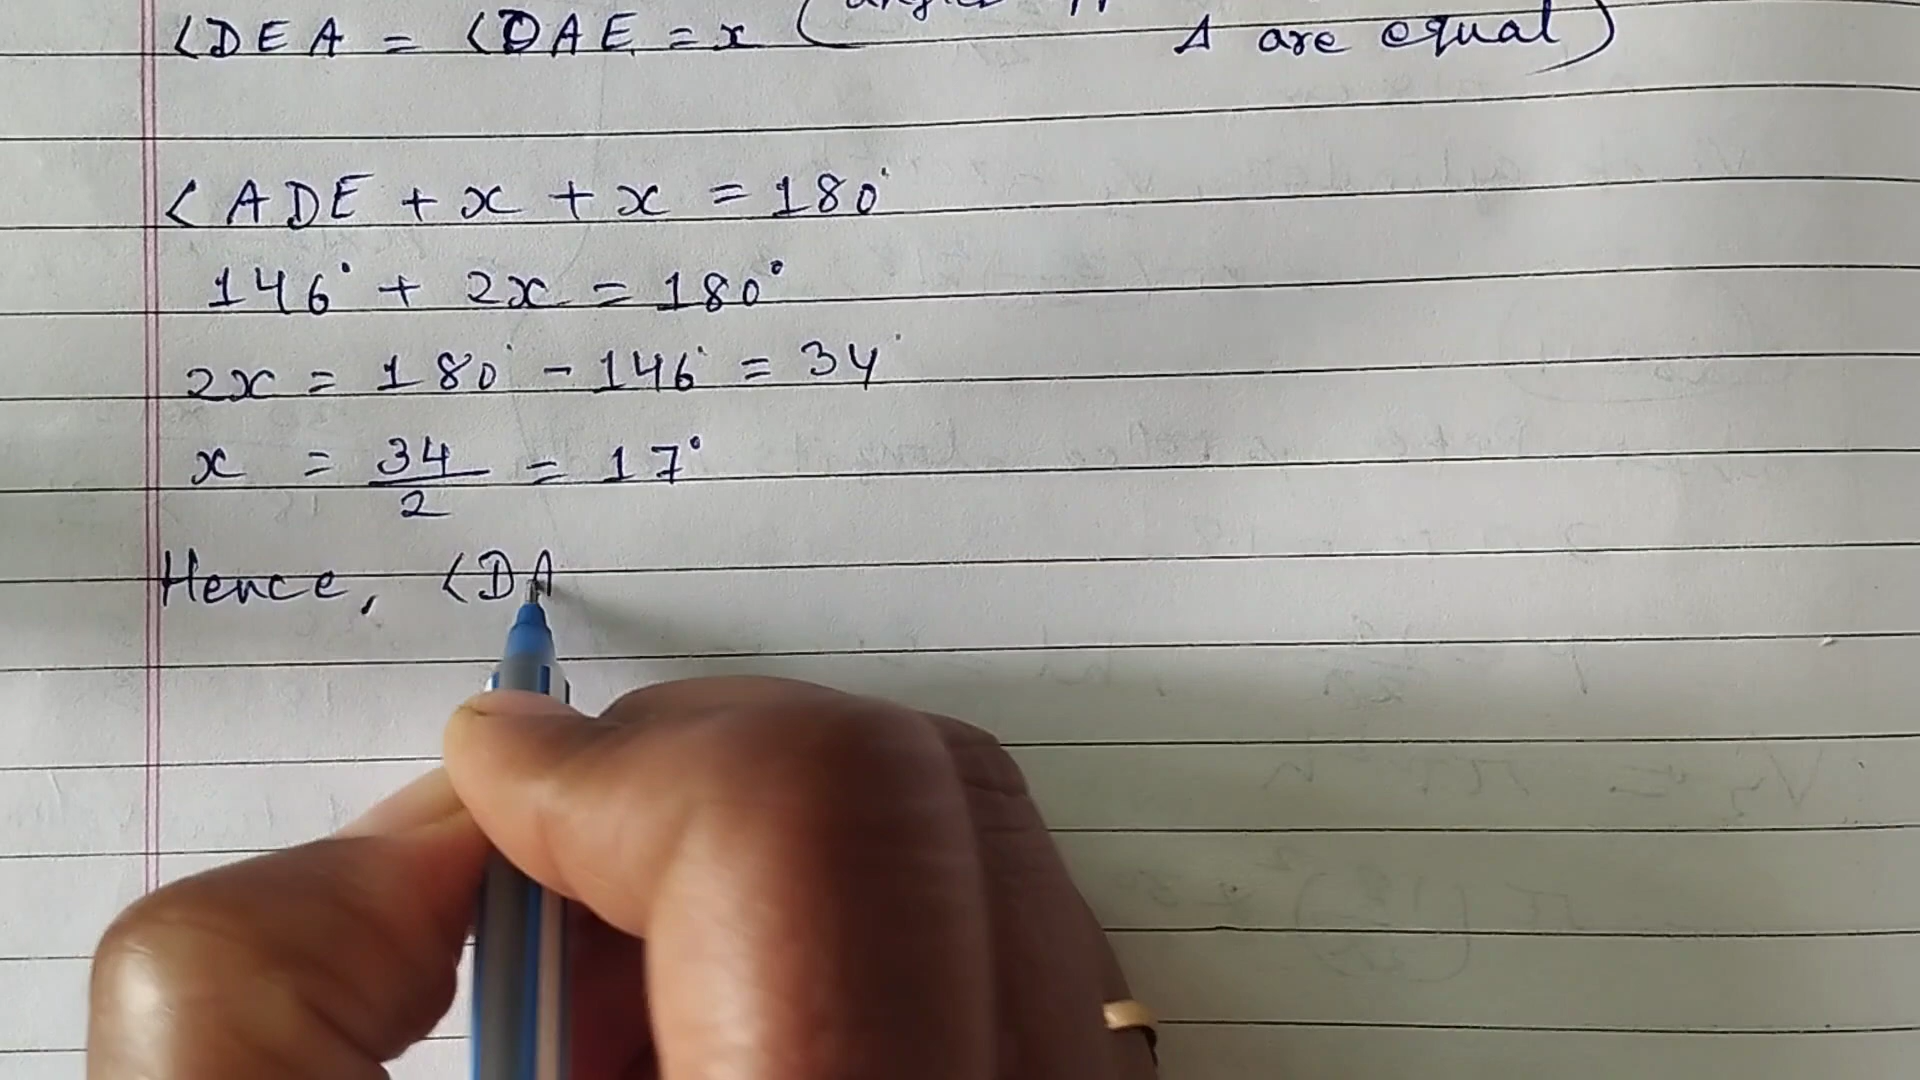 <DEA = <DAE = x (
Δ are equal)
<ADE + x + x = 180°
146° + 2x = 180°
2x = 180° - 146° = 34°
x = 34/2 = 17°
Hence, <DA